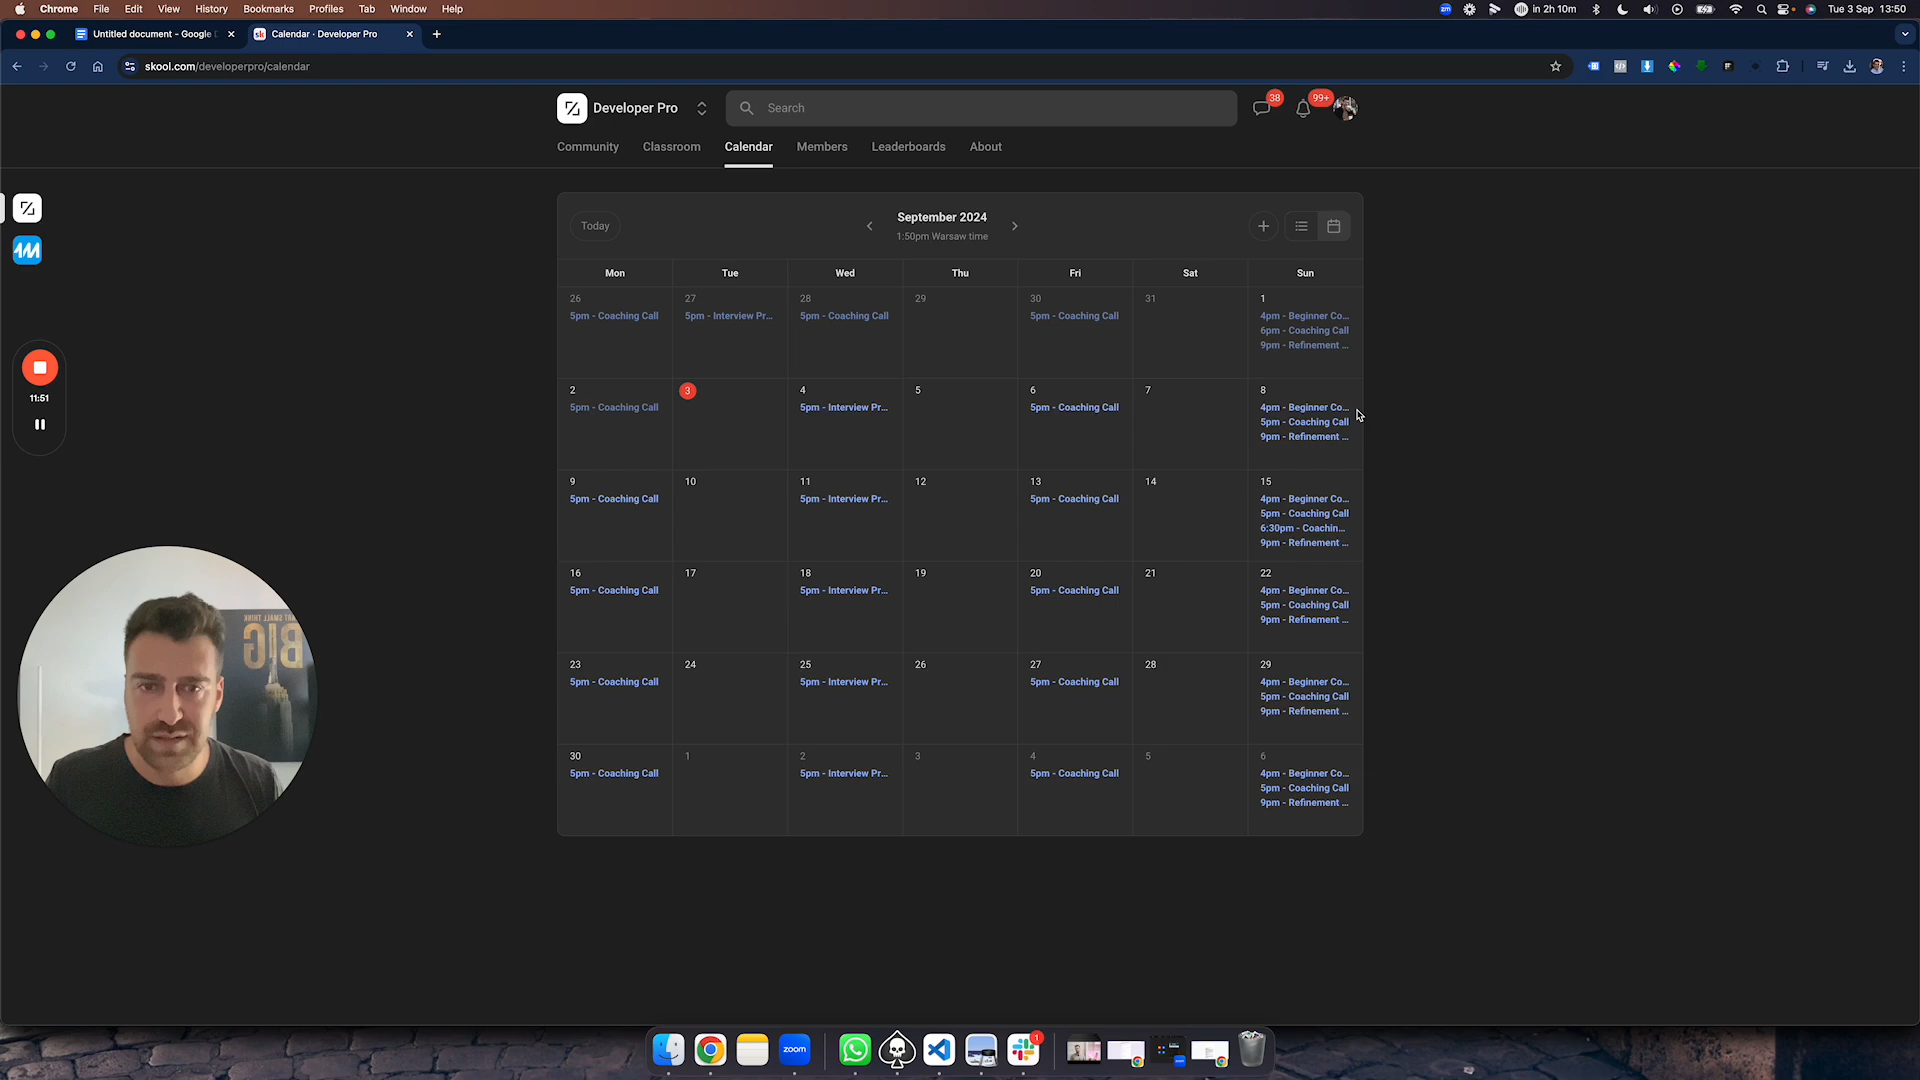 Chrome File Edit View History Bookmarks Profiles Tab Window Help
zm in 2h 10m Tue 3 Sep 13:50
Untitled document - Google D
sk Calendar · Developer Pro
skool.com/developerpro/calendar
Developer Pro
Search
38
99+
Community Classroom Calendar Members Leaderboards About
Today
September 2024
1:50pm Warsaw time
Mon Tue Wed Thu Fri Sat Sun
26 27 28 29 30 31 1
5pm - Coaching Call 5pm - Interview Pr... 5pm - Coaching Call 5pm - Coaching Call 4pm - Beginner Co...
6pm - Coaching Call
9pm - Refinement ...
2 3 4 5 6 7 8
5pm - Coaching Call 5pm - Interview Pr... 5pm - Coaching Call 4pm - Beginner Co...
5pm - Coaching Call
9pm - Refinement ...
9 10 11 12 13 14 15
5pm - Coaching Call 5pm - Interview Pr... 5pm - Coaching Call 4pm - Beginner Co...
5pm - Coaching Call
6:30pm - Coachin...
9pm - Refinement ...
16 17 18 19 20 21 22
5pm - Coaching Call 5pm - Interview Pr... 5pm - Coaching Call 4pm - Beginner Co...
5pm - Coaching Call
9pm - Refinement ...
23 24 25 26 27 28 29
5pm - Coaching Call 5pm - Interview Pr... 5pm - Coaching Call 4pm - Beginner Co...
5pm - Coaching Call
9pm - Refinement ...
30 1 2 3 4 5 6
5pm - Coaching Call 5pm - Interview Pr... 5pm - Coaching Call 4pm - Beginner Co...
5pm - Coaching Call
9pm - Refinement ...
11:51
SMALL THINK
BIG
zoom
1